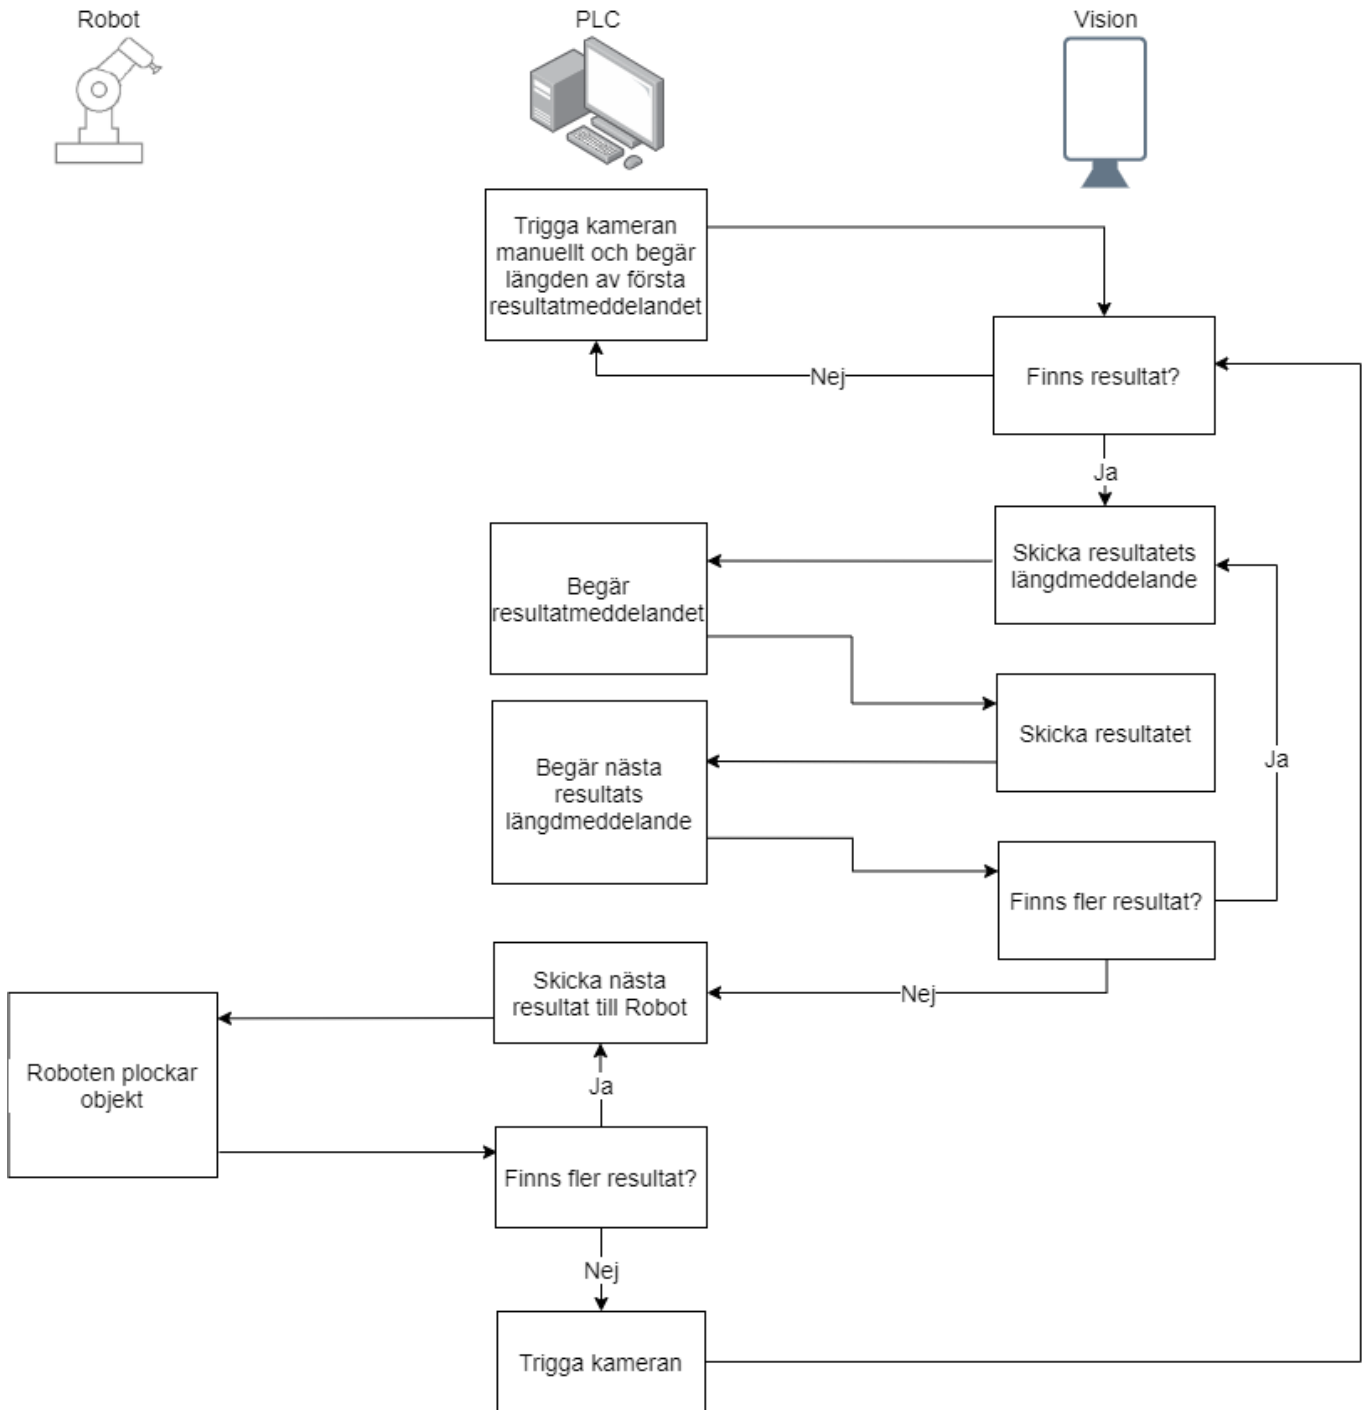 Robot
PLC
Vision
Trigga kameran
manuellt och begär
längden av första
resultatmeddelandet
Nej
Finns resultat?
Ja
Skicka resultatets
längdmeddelande
Begär
resultatmeddelandet
Skicka resultatet
Ja
Begär nästa
resultats
längdmeddelande
Finns fler resultat?
Nej
Skicka nästa
resultat till Robot
Roboten plockar
objekt
Ja
Finns fler resultat?
Nej
Trigga kameran